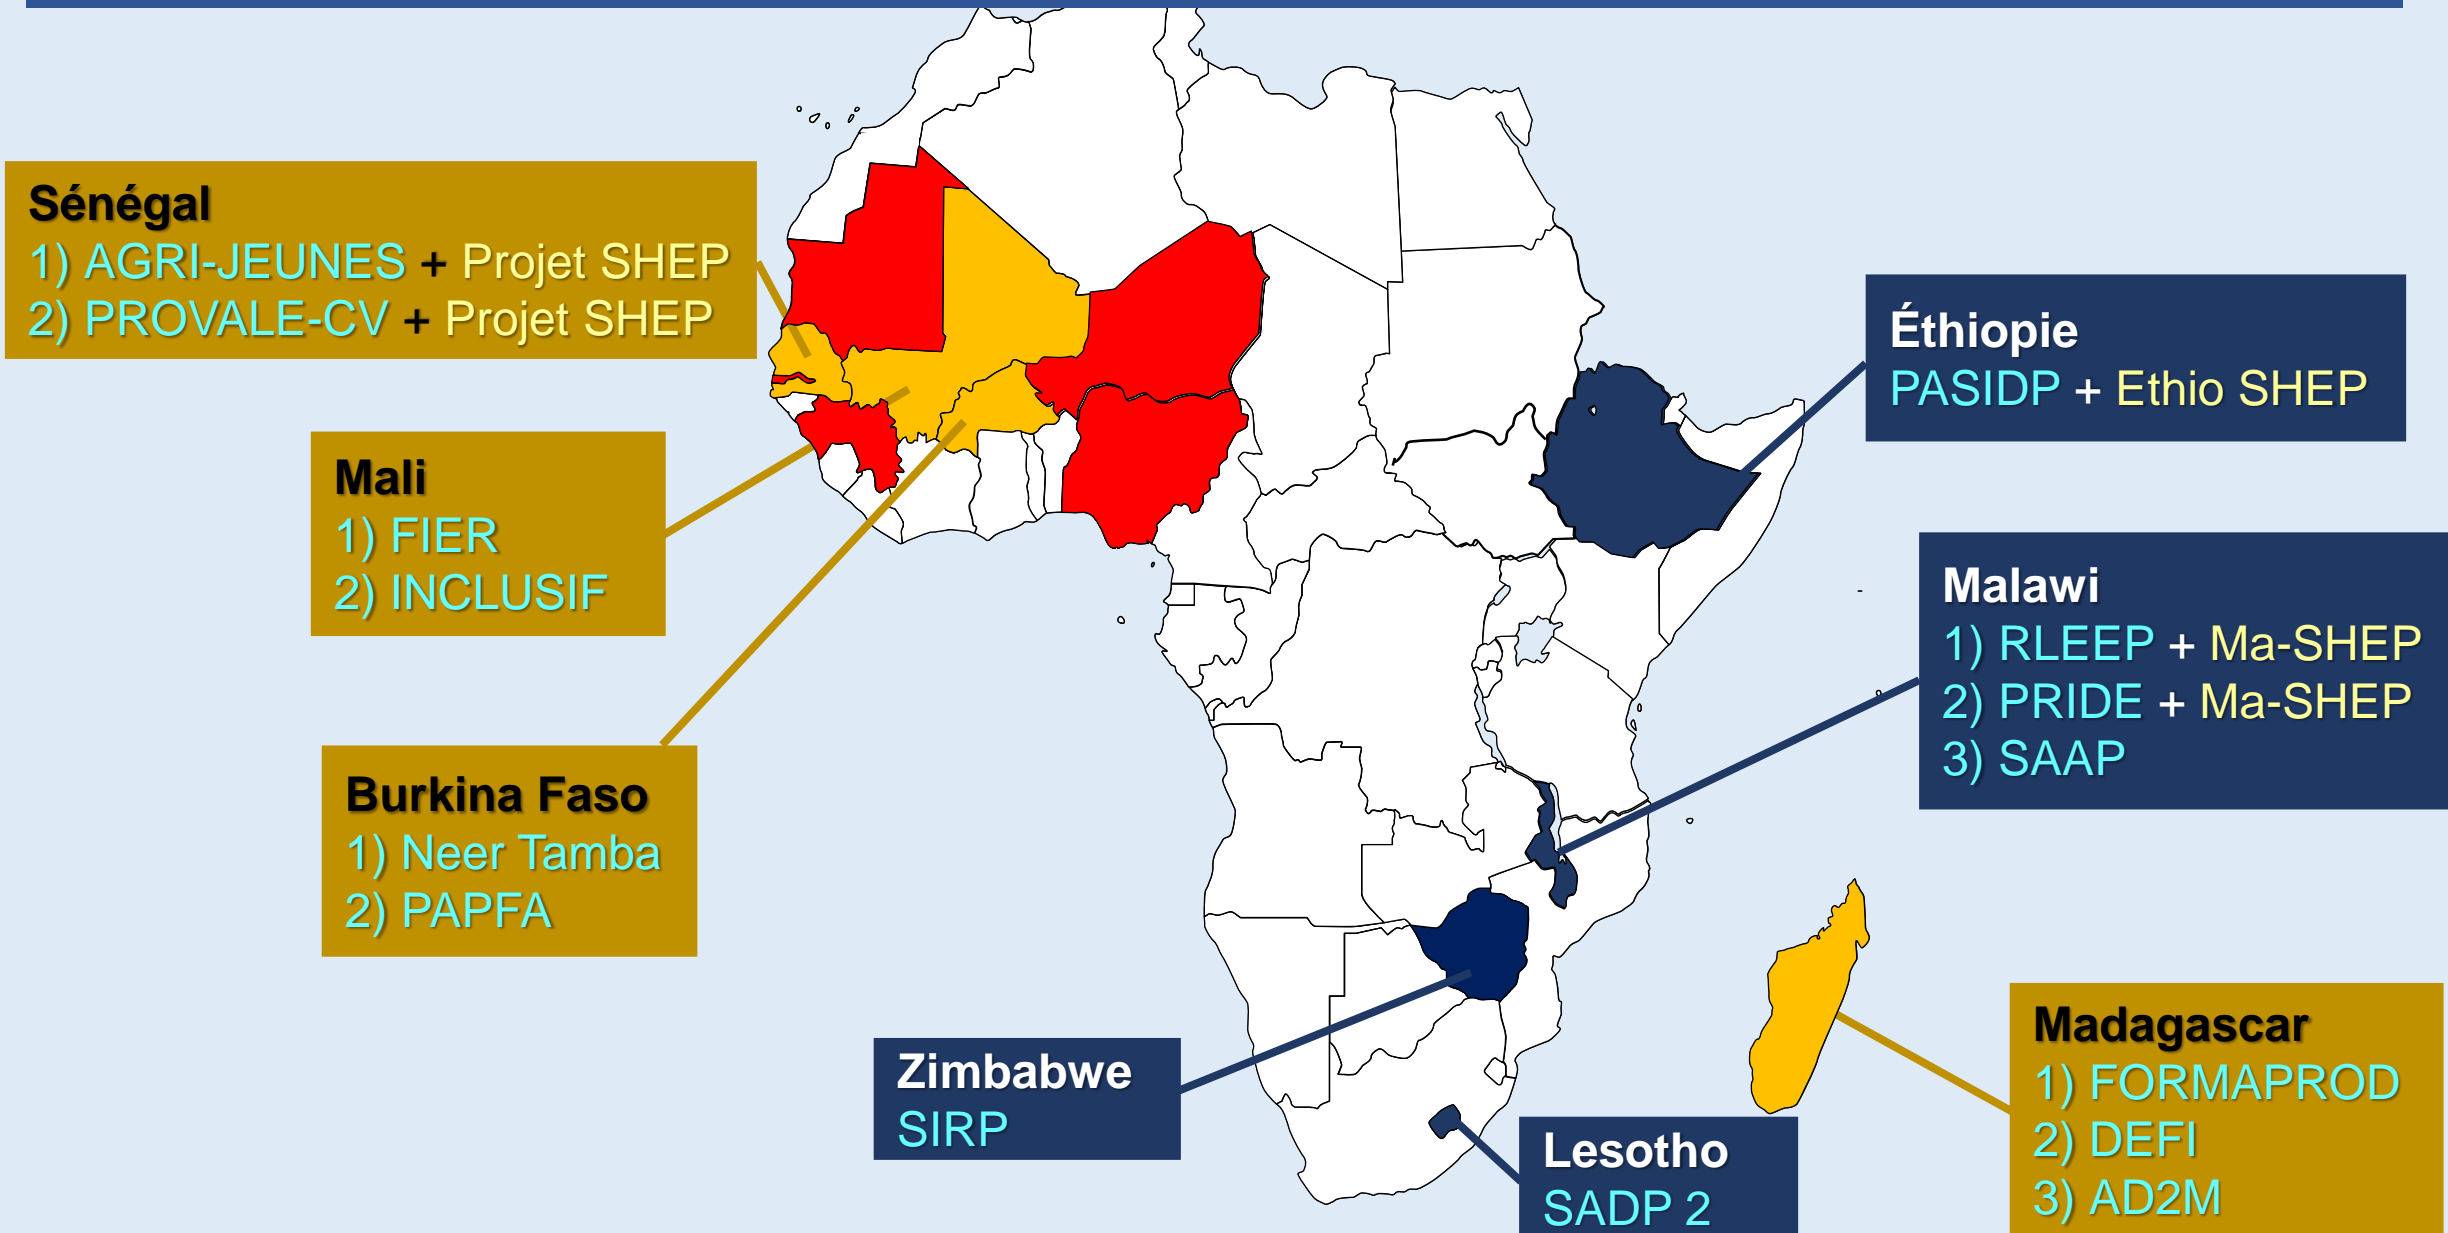 Sénégal
1) AGRI-JEUNES + Projet SHEP
2) PROVALE-CV + Projet SHEP
Mali
1) FIER
2) INCLUSIF
Burkina Faso
1) Neer Tamba
2) PAPFA
Éthiopie
PASIDP + Ethio SHEP
Malawi
1) RLEEP + Ma-SHEP
2) PRIDE + Ma-SHEP
3) SAAP
Zimbabwe
SIRP
Lesotho
SADP 2
Madagascar
1) FORMAPROD
2) DEFI
3) AD2M